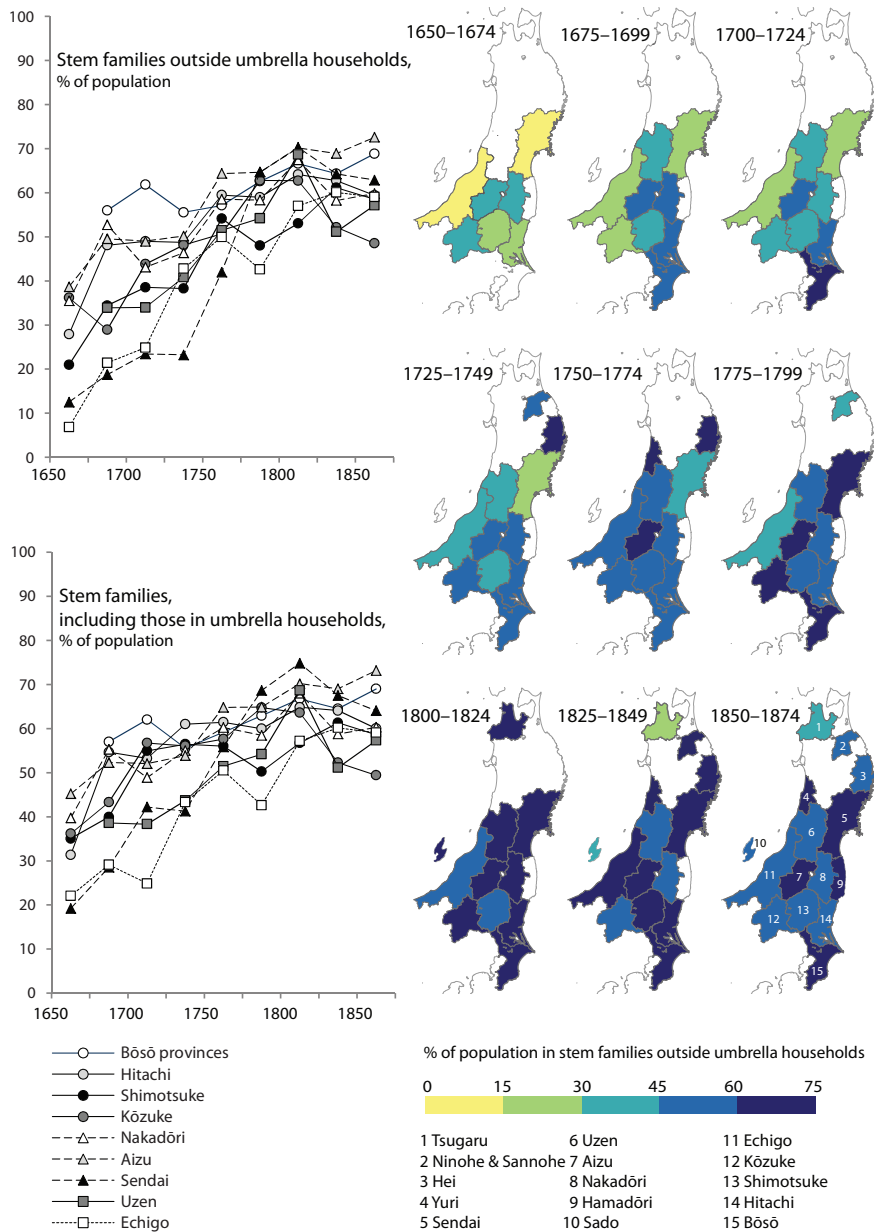 Stem families outside umbrella households,
% of population
100
90
80
70
60
50
40
30
20
10
0
1650
1700
1750
1800
1850
Stem families,
including those in umbrella households,
% of population
100
90
80
70
60
50
40
30
20
10
0
1650
1700
1750
1800
1850
Bōsō provinces
Hitachi
Shimotsuke
Kōzuke
Nakadōri
Aizu
Sendai
Uzen
Echigo
1650–1674
1675–1699
1700–1724
1725–1749
1750–1774
1775–1799
1800–1824
1825–1849
1850–1874
1
2
3
4
5
6
10
11
7
8
9
12
13
14
15
% of population in stem families outside umbrella households
0 15 30 45 60 75
1 Tsugaru
2 Ninohe & Sannohe
3 Hei
4 Yuri
5 Sendai
6 Uzen
7 Aizu
8 Nakadōri
9 Hamadōri
10 Sado
11 Echigo
12 Kōzuke
13 Shimotsuke
14 Hitachi
15 Bōsō